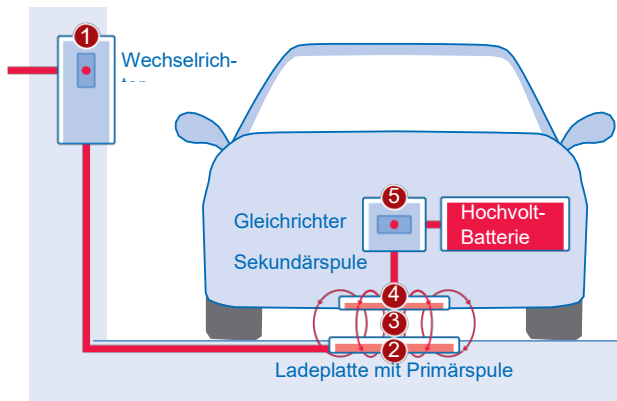 1
Wechselrich-
5
Gleichrichter
Hochvolt-
Batterie
Sekundärspule
4
3
2
Ladeplatte mit Primärspule